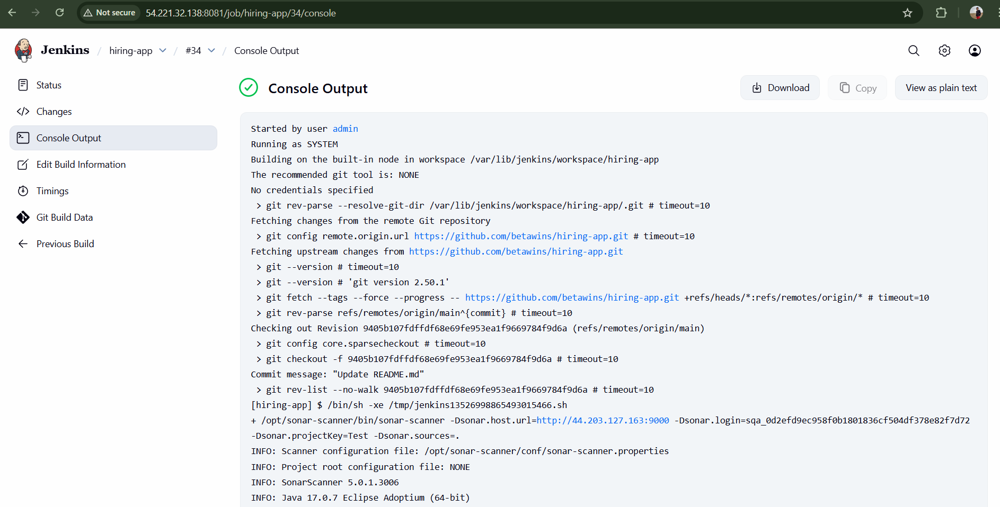 Not secure 54.221.32.138:8081/job/hiring-app/34/console
Jenkins / hiring-app / #34 / Console Output
Status
Changes
Console Output
Edit Build Information
Timings
Git Build Data
Previous Build
Console Output
Download
Copy
View as plain text
Started by user admin
Running as SYSTEM
Building on the built-in node in workspace /var/lib/jenkins/workspace/hiring-app
The recommended git tool is: NONE
No credentials specified
 > git rev-parse --resolve-git-dir /var/lib/jenkins/workspace/hiring-app/.git # timeout=10
Fetching changes from the remote Git repository
 > git config remote.origin.url https://github.com/betawins/hiring-app.git # timeout=10
Fetching upstream changes from https://github.com/betawins/hiring-app.git
 > git --version # timeout=10
 > git --version # 'git version 2.50.1'
 > git fetch --tags --force --progress -- https://github.com/betawins/hiring-app.git +refs/heads/*:refs/remotes/origin/* # timeout=10
 > git rev-parse refs/remotes/origin/main^{commit} # timeout=10
Checking out Revision 9405b107fdffdf68e69fe953ea1f9669784f9d6a (refs/remotes/origin/main)
 > git config core.sparsecheckout # timeout=10
 > git checkout -f 9405b107fdffdf68e69fe953ea1f9669784f9d6a # timeout=10
Commit message: "Update README.md"
 > git rev-list --no-walk 9405b107fdffdf68e69fe953ea1f9669784f9d6a # timeout=10
[hiring-app] $ /bin/sh -xe /tmp/jenkins13526998865493015466.sh
+ /opt/sonar-scanner/bin/sonar-scanner -Dsonar.host.url=http://44.203.127.163:9000 -Dsonar.login=sqa_0d2efd9ec958f0b1801836cf504df378e82f7d72
-Dsonar.projectKey=Test -Dsonar.sources=.
INFO: Scanner configuration file: /opt/sonar-scanner/conf/sonar-scanner.properties
INFO: Project root configuration file: NONE
INFO: SonarScanner 5.0.1.3006
INFO: Java 17.0.7 Eclipse Adoptium (64-bit)